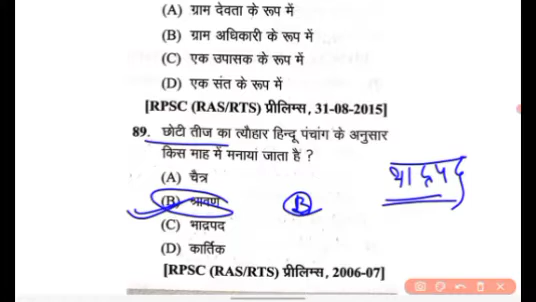 (A) ग्राम देवता के रूप में
(B) ग्राम अधिकारी के रूप में
(C) एक उपासक के रूप में
(D) एक संत के रूप में
[RPSC (RAS/RTS) प्रीलिम्स, 31-08-2015]
89. छोटी तीज का त्यौहार हिन्दू पंचांग के अनुसार
किस माह में मनायां जाता है ?
(A) चैत्र
(B) श्रावण
(C) भाद्रपद
(D) कार्तिक
[RPSC (RAS/RTS) प्रीलिम्स, 2006-07]
B
भाद्रपद